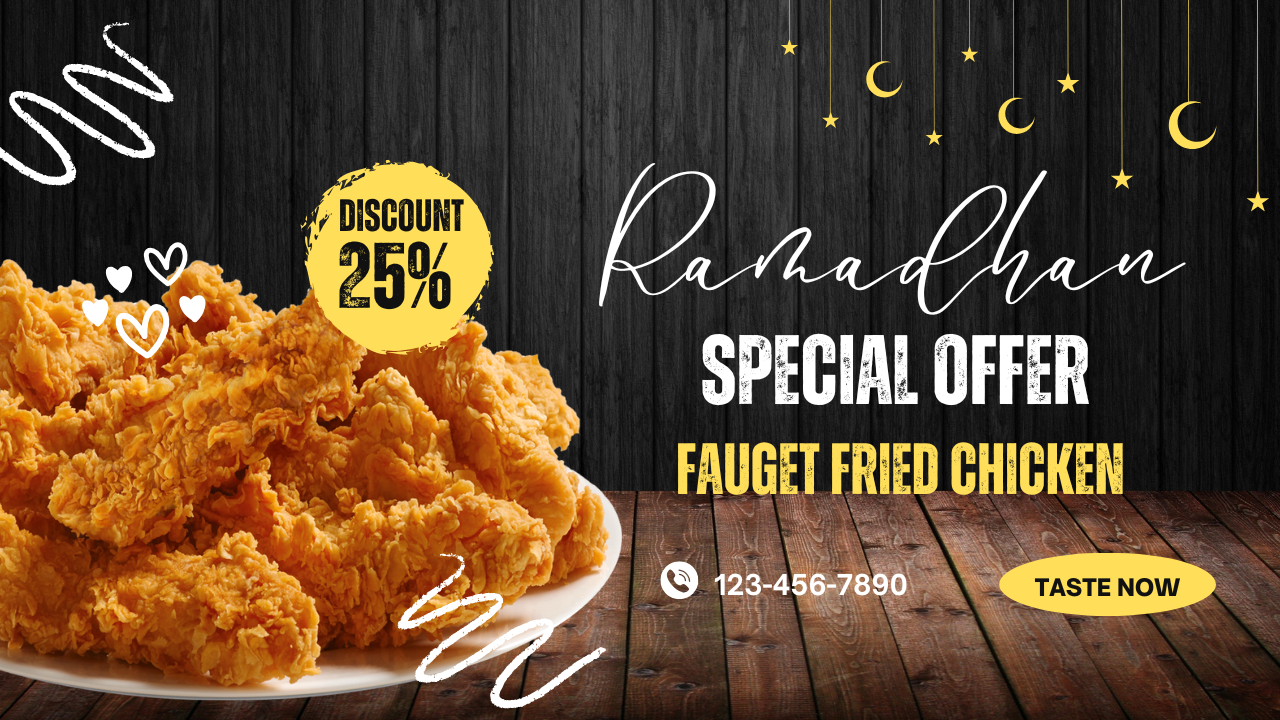 DISCOUNT
25%
Ramadhan
SPECIAL OFFER
FAUGET FRIED CHICKEN
123-456-7890
TASTE NOW